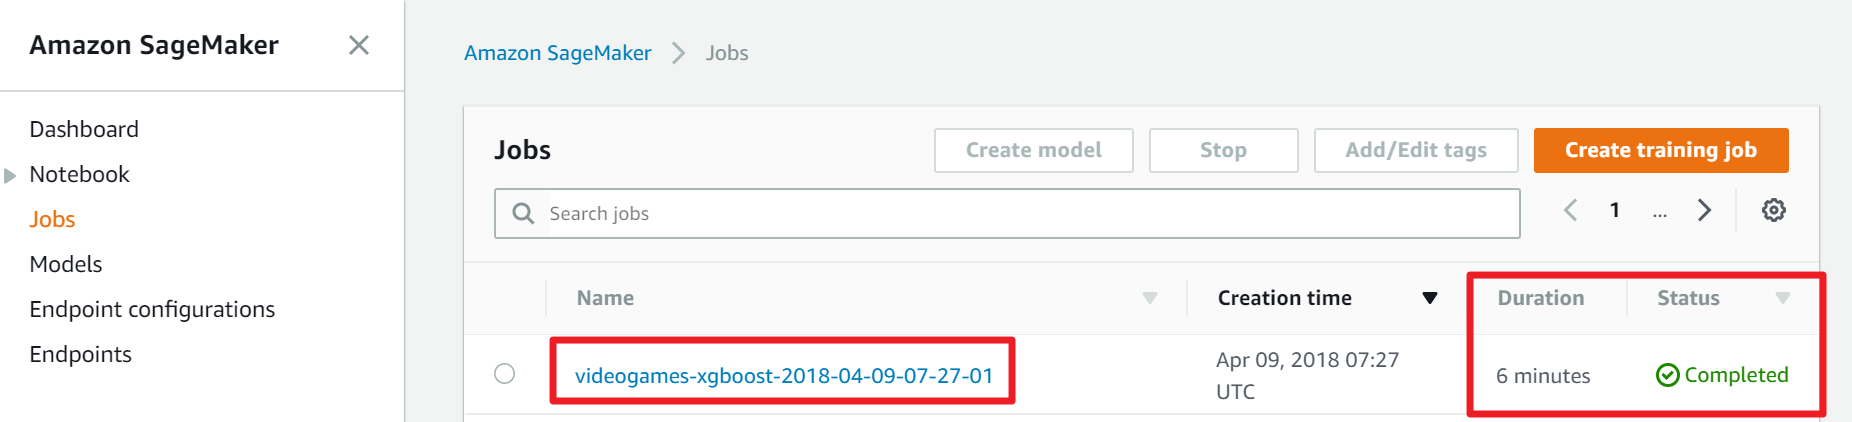 Amazon SageMaker
Dashboard
Notebook
Jobs
Models
Endpoint configurations
Endpoints
Amazon SageMaker > Jobs
Jobs
Create model
Stop
Add/Edit tags
Create training job
Search jobs
1 ...
Name
Creation time
Duration
Status
videogames-xgboost-2018-04-09-07-27-01
Apr 09, 2018 07:27
UTC
6 minutes
Completed